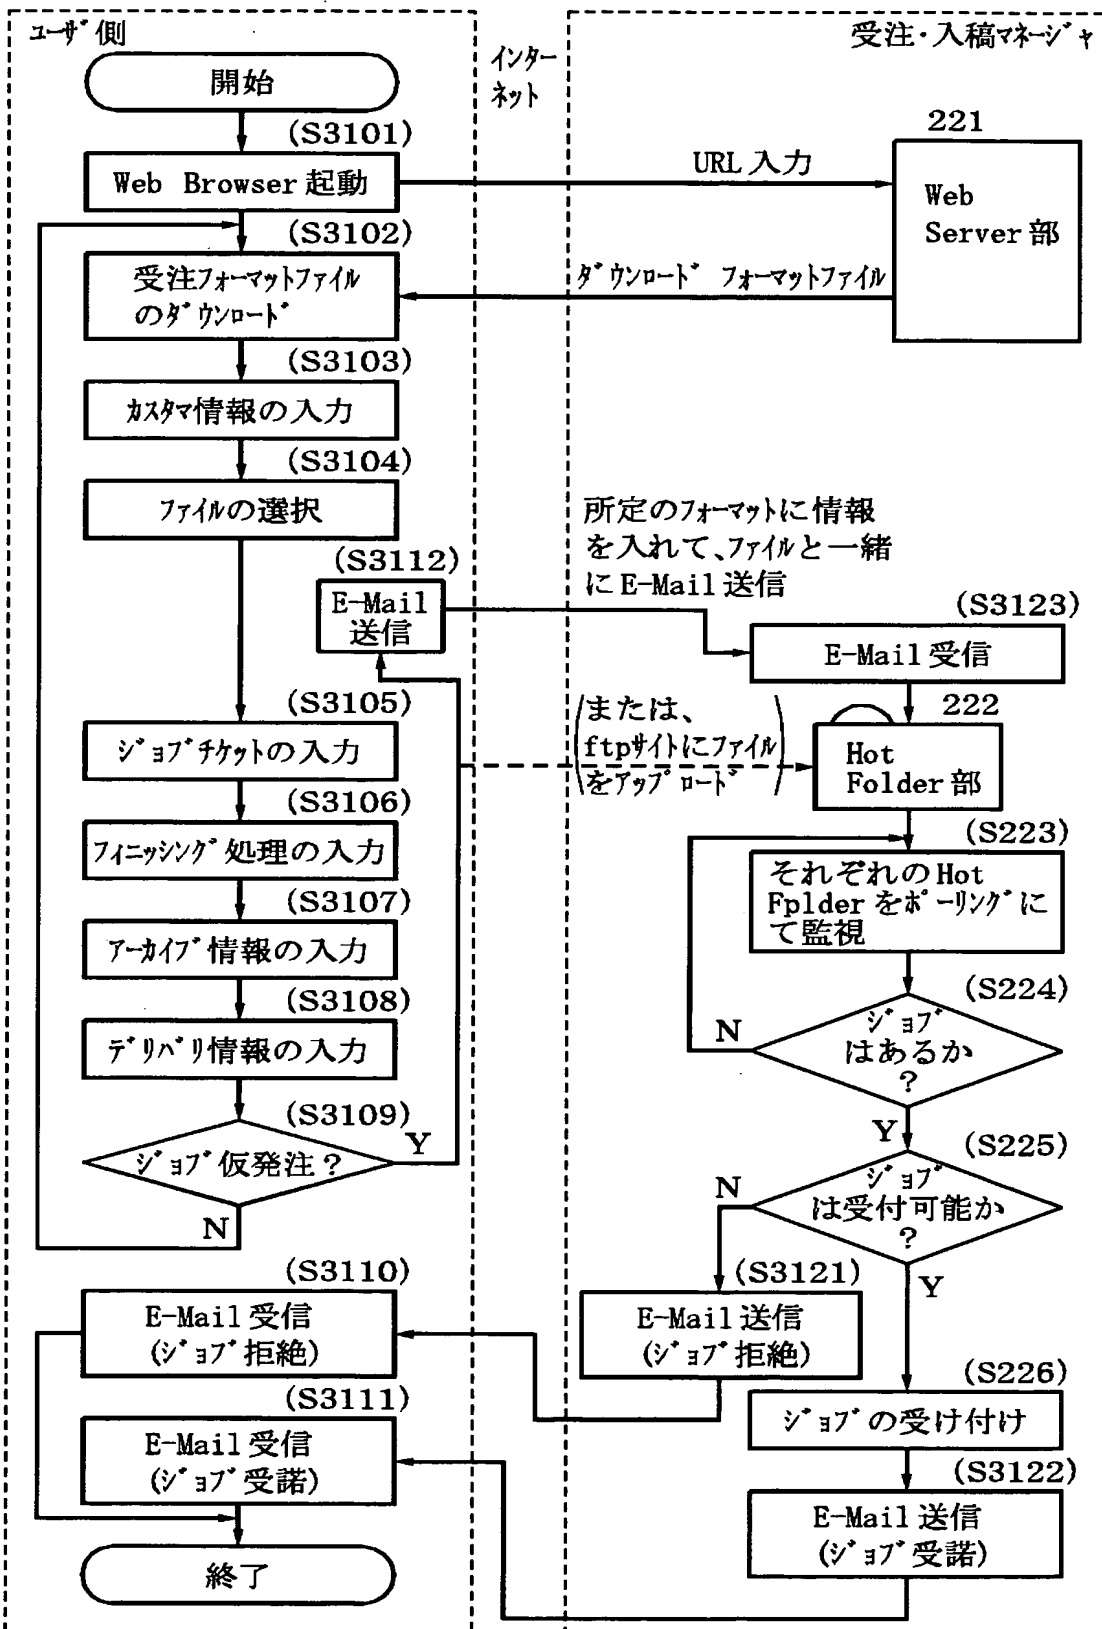 ユーザ側
開始
(S3101)
Web Browser起動
(S3102)
受注フォーマットファイル
のダウンロード
(S3103)
カスタマ情報の入力
(S3104)
ファイルの選択
(S3112)
E-Mail
送信
(S3105)
ジョブチケットの入力
(S3106)
フィニッシング処理の入力
(S3107)
アーカイブ情報の入力
(S3108)
デリバリ情報の入力
(S3109)
ジョブ仮発注?
Y
N
(S3110)
E-Mail受信
(ジョブ拒絶)
(S3111)
E-Mail受信
(ジョブ受諾)
終了
インター
ネット
受注・入稿マネージャ
URL入力
221
Web
Server部
ダウンロード フォーマットファイル
所定のフォーマットに情報
を入れて、ファイルと一緒
にE-Mail送信
(S3123)
E-Mail受信
(または、
ftpサイトにファイル
をアップロード)
222
Hot
Folder部
(S223)
それぞれのHot
Fplderをポーリングに
て監視
(S224)
ジョブ
はあるか
?
N
Y
(S225)
ジョブ
は受付可能か
?
N
Y
(S3121)
E-Mail送信
(ジョブ拒絶)
(S226)
ジョブの受け付け
(S3122)
E-Mail送信
(ジョブ受諾)